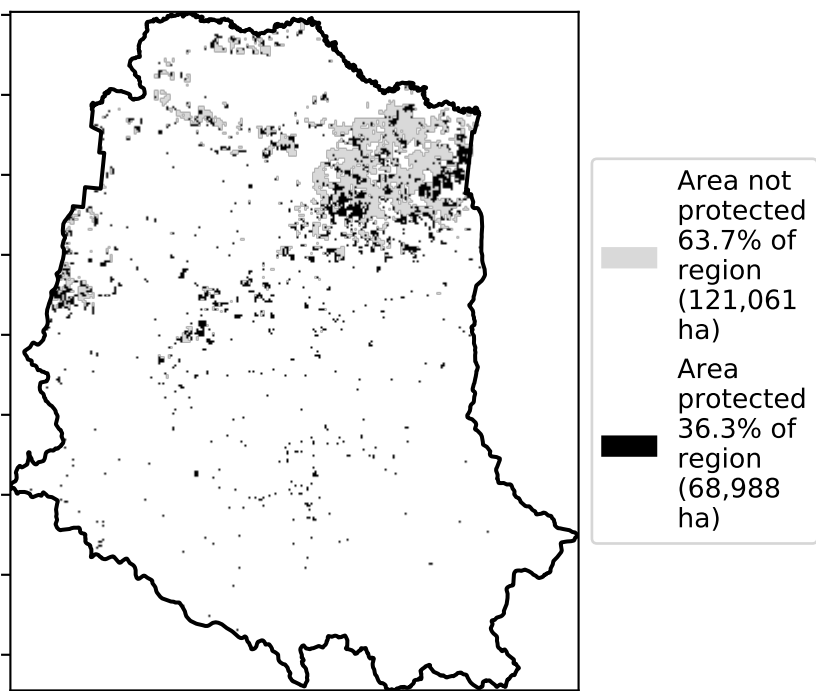 Area not
protected
63.7% of
region
(121,061
ha)
Area
protected
36.3% of
region
(68,988
ha)